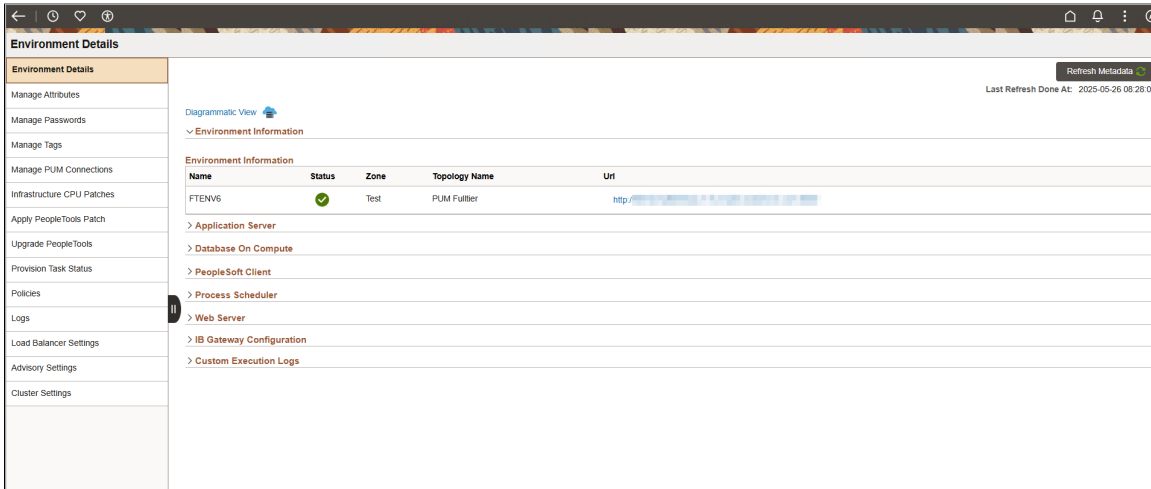 Environment Details
Environment Details
Manage Attributes
Manage Passwords
Manage Tags
Manage PUM Connections
Infrastructure CPU Patches
Apply PeopleTools Patch
Upgrade PeopleTools
Provision Task Status
Policies
Logs
Load Balancer Settings
Advisory Settings
Cluster Settings
Refresh Metadata
Last Refresh Done At: 2025-05-26 08:28:0
Diagrammatic View
Environment Information
Environment Information
Name Status Zone Topology Name Url
FTENV6 Test PUM Fulltier http:/
Application Server
Database On Compute
PeopleSoft Client
Process Scheduler
Web Server
IB Gateway Configuration
Custom Execution Logs